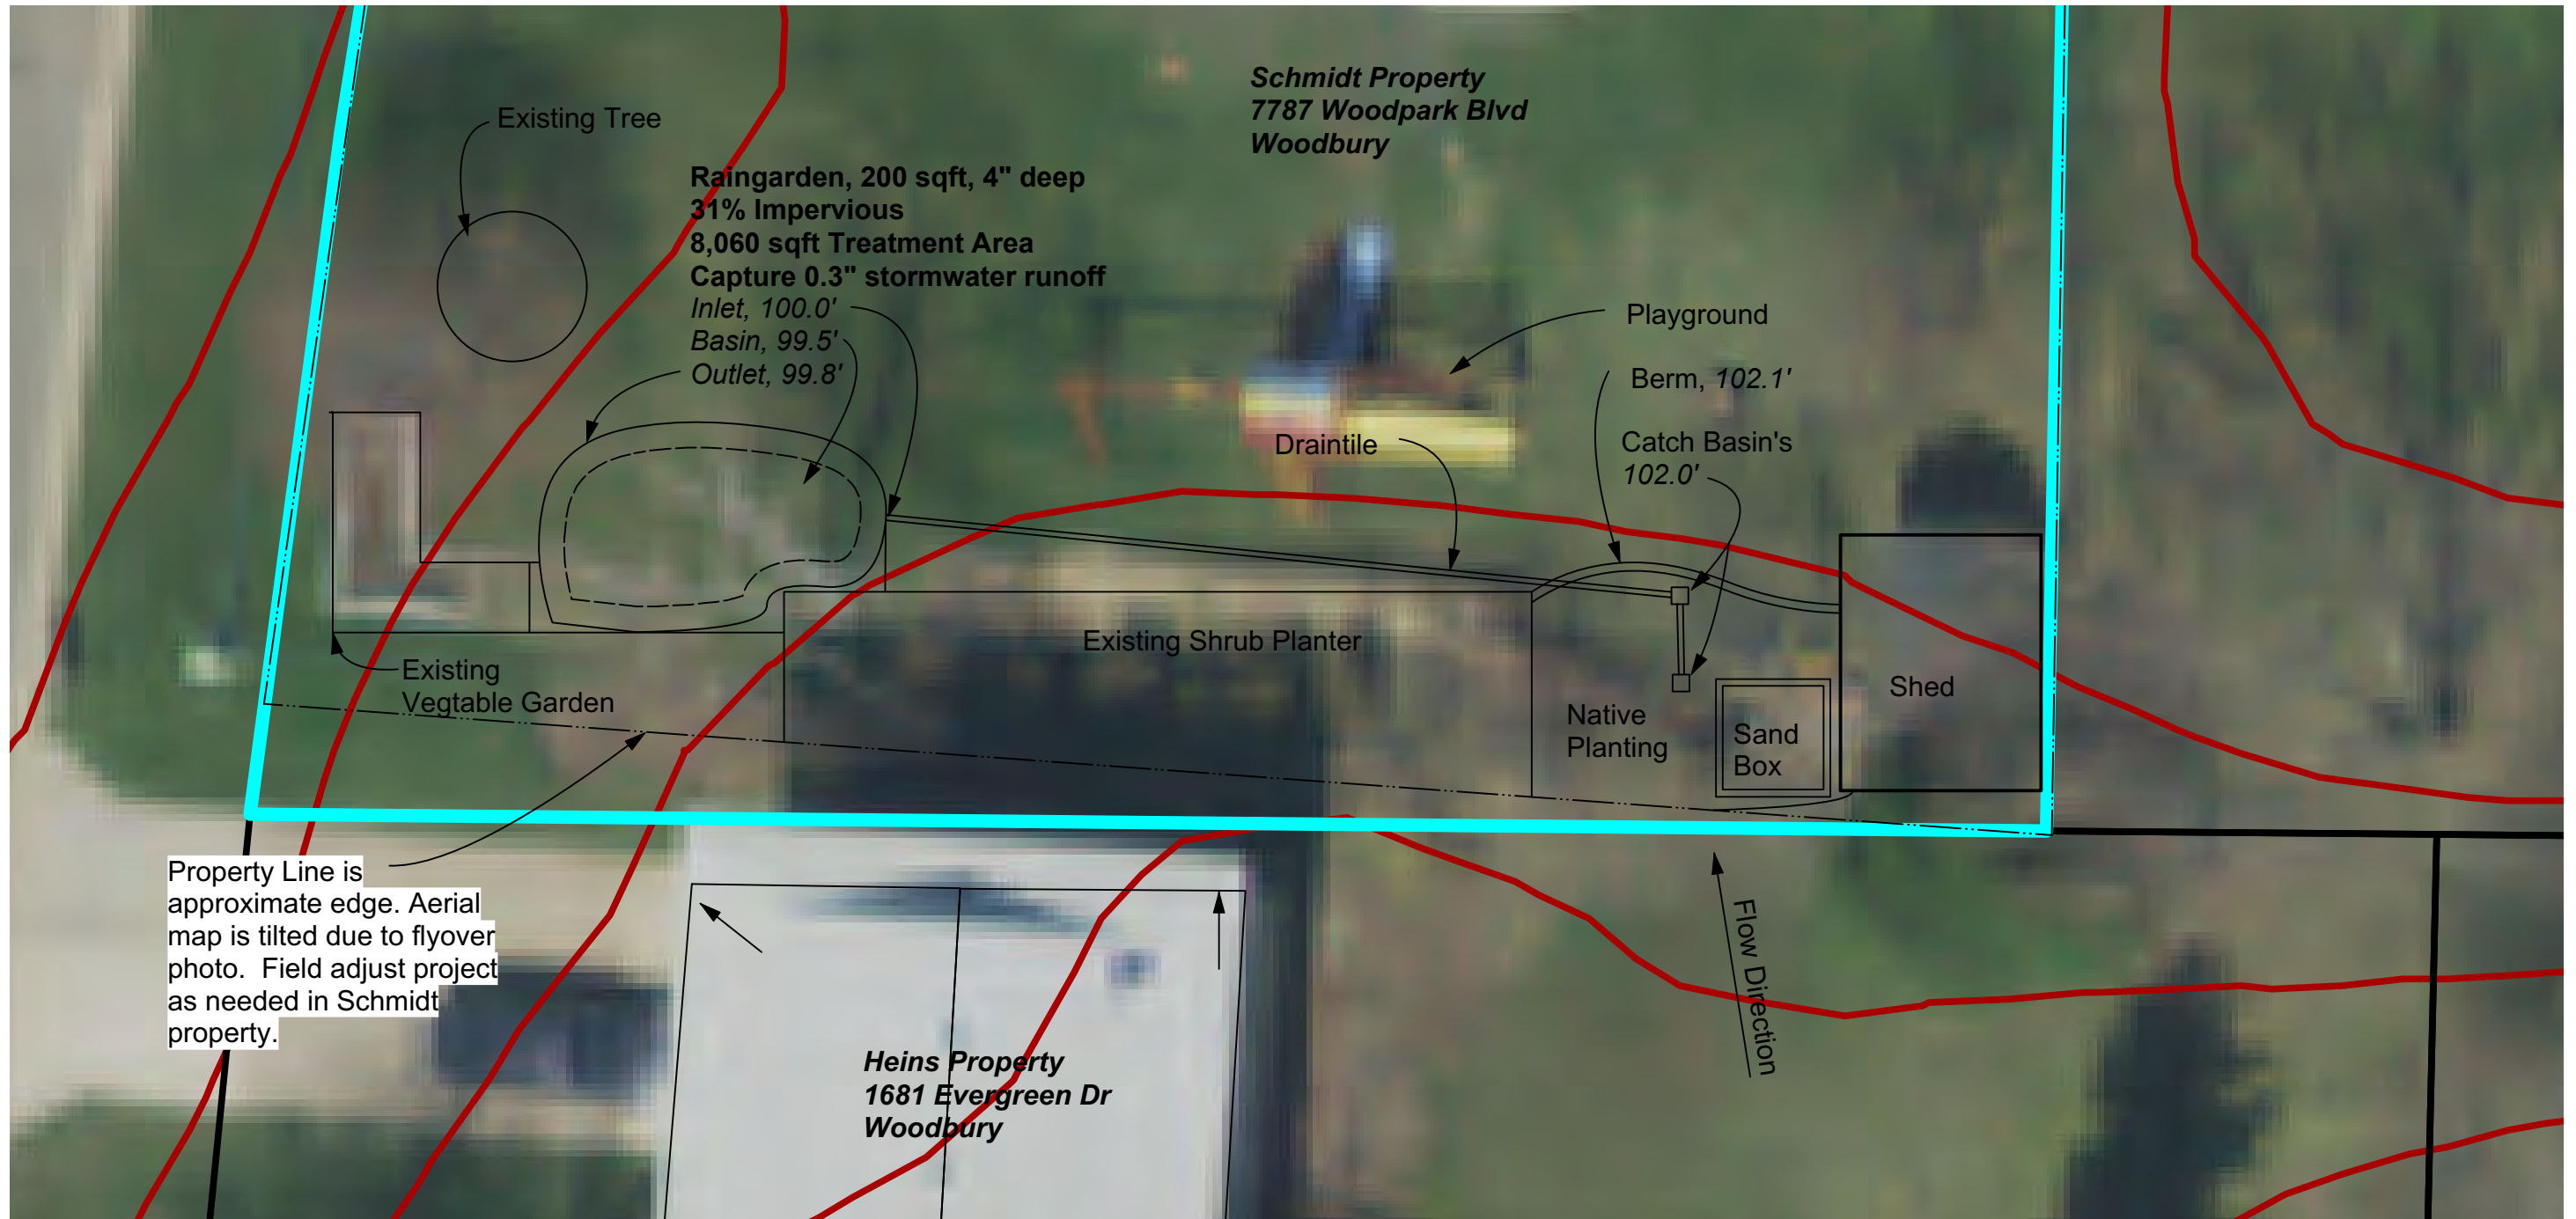 Schmidt Property
7787 Woodpark Blvd
Woodbury
Existing Tree
Raingarden, 200 sqft, 4" deep
31% Impervious
8,060 sqft Treatment Area
Capture 0.3" stormwater runoff
Inlet, 100.0'
Basin, 99.5'
Outlet, 99.8'
Playground
Berm, 102.1'
Draintile
Catch Basin's
102.0'
Existing Shrub Planter
Existing
Vegtable Garden
Native
Planting
Sand
Box
Shed
Property Line is
approximate edge. Aerial
map is tilted due to flyover
photo. Field adjust project
as needed in Schmidt
property.
Flow Direction
Heins Property
1681 Evergreen Dr
Woodbury